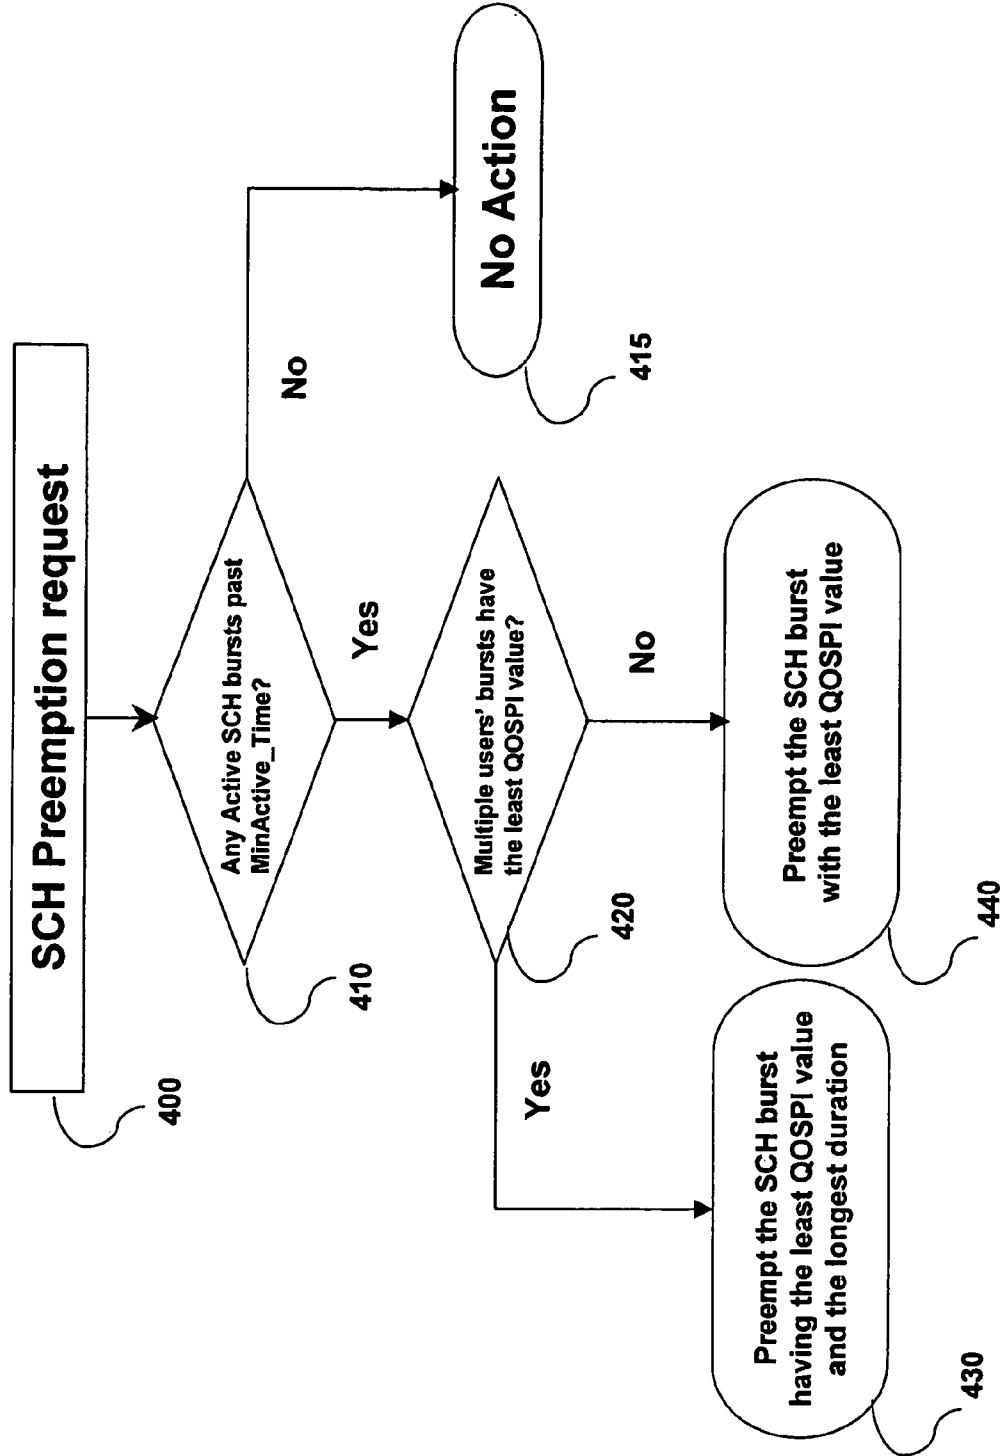 SCH Preemption request
400
Any Active SCH bursts past
MinActive_Time?
410
No
No Action
415
Yes
Multiple users' bursts have
the least QOSPI value?
420
Yes
No
Preempt the SCH burst
having the least QOSPI value
and the longest duration
430
Preempt the SCH burst
with the least QOSPI value
440